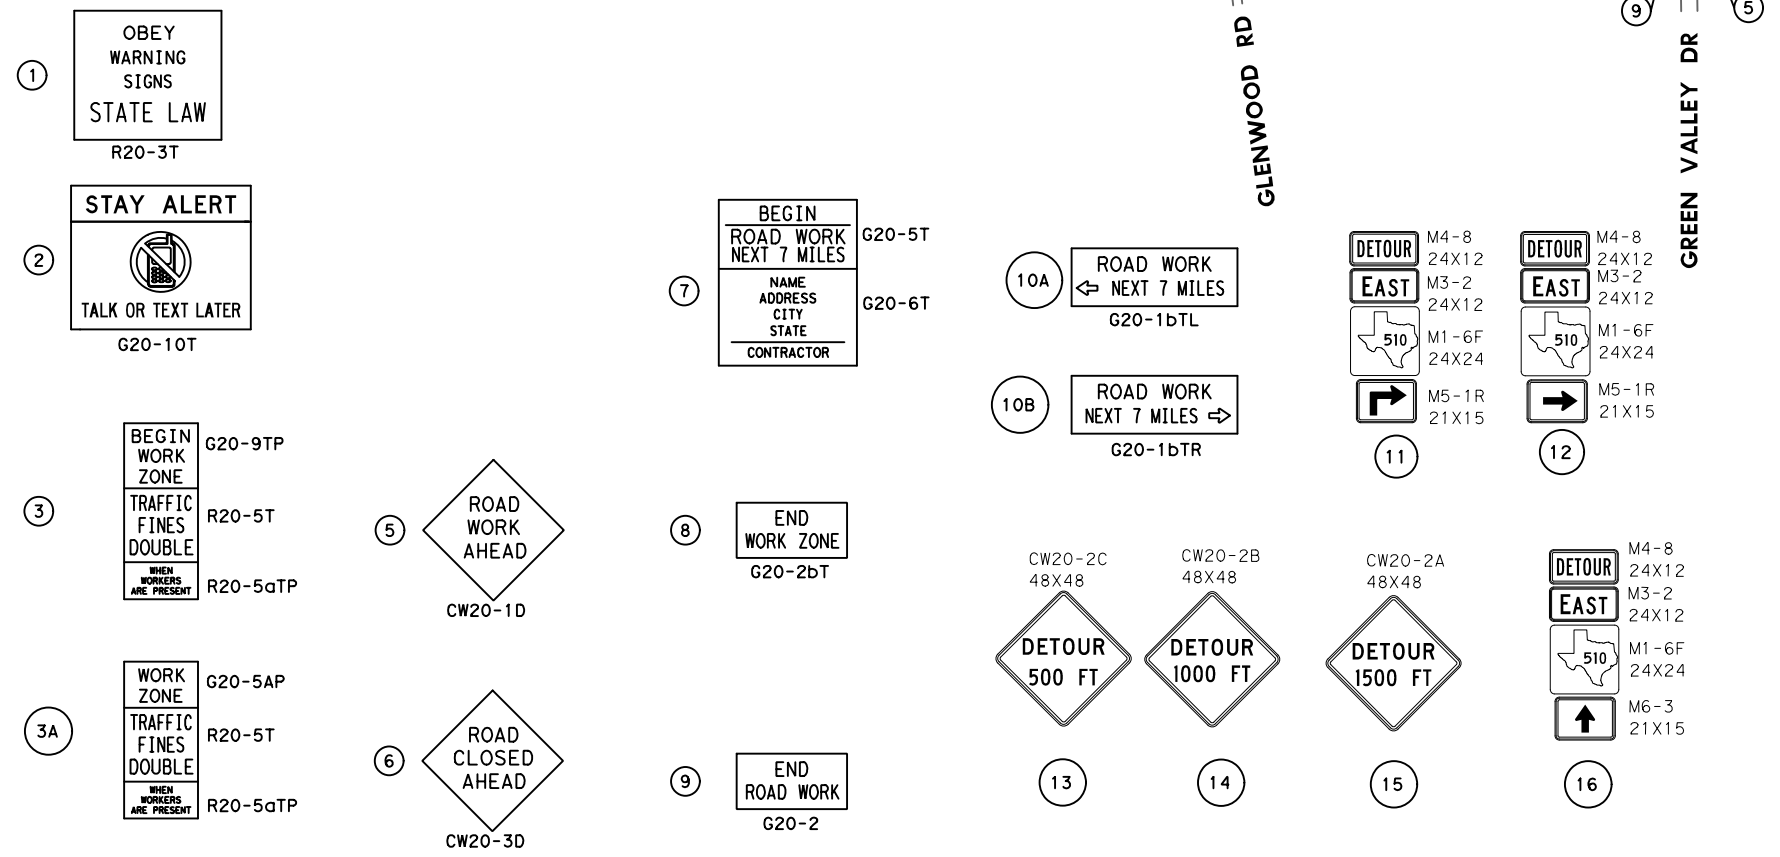 1
OBEY
WARNING
SIGNS
STATE LAW
R20-3T
2
STAY ALERT
TALK OR TEXT LATER
G20-10T
3
BEGIN
WORK
ZONE
G20-9TP
TRAFFIC
FINES
DOUBLE
R20-5T
WHEN
WORKERS
ARE PRESENT
R20-5aTP
3A
WORK
ZONE
G20-5AP
TRAFFIC
FINES
DOUBLE
R20-5T
WHEN
WORKERS
ARE PRESENT
R20-5aTP
5
ROAD
WORK
AHEAD
CW20-1D
6
ROAD
CLOSED
AHEAD
CW20-3D
7
BEGIN
ROAD WORK
NEXT 7 MILES
G20-5T
NAME
ADDRESS
CITY
STATE
CONTRACTOR
G20-6T
8
END
WORK ZONE
G20-2bT
9
END
ROAD WORK
G20-2
10A
ROAD WORK
NEXT 7 MILES
G20-1bTL
10B
ROAD WORK
NEXT 7 MILES
G20-1bTR
GLENWOOD RD
9
5
GREEN VALLEY DR
DETOUR
M4-8
24X12
EAST
M3-2
24X12
510
M1-6F
24X24
M5-1R
21X15
11
DETOUR
M4-8
24X12
EAST
M3-2
24X12
510
M1-6F
24X24
M5-1R
21X15
12
CW20-2C
48X48
DETOUR
500 FT
13
CW20-2B
48X48
DETOUR
1000 FT
14
CW20-2A
48X48
DETOUR
1500 FT
15
DETOUR
M4-8
24X12
EAST
M3-2
24X12
510
M1-6F
24X24
M6-3
21X15
16